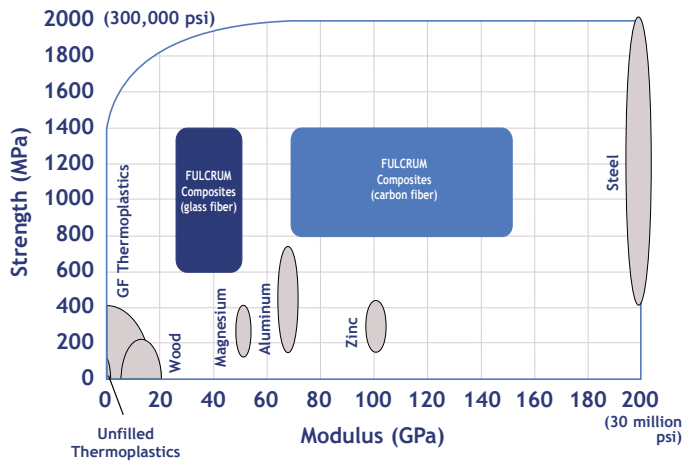 2000 (300,000 psi)
1800
1600
1400
1200
1000
800
600
400
200
0
Strength (MPa)
GF Thermoplastics
FULCRUM
Composites
(glass fiber)
FULCRUM
Composites
(carbon fiber)
Steel
Wood
Magnesium
Aluminum
Zinc
0 20 40 60 80 100 120 140 160 180 200
(30 million
psi)
Unfilled
Thermoplastics
Modulus (GPa)